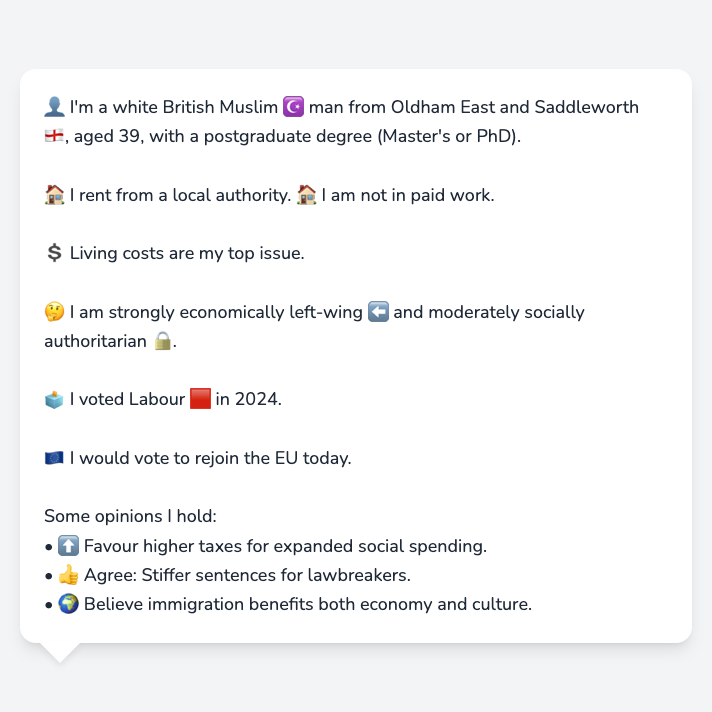 👤 I'm a white British Muslim ☪️ man from Oldham East and Saddleworth
🏴󠁧󠁢󠁥󠁮󠁧󠁿, aged 39, with a postgraduate degree (Master's or PhD).
🏠 I rent from a local authority. 🏠 I am not in paid work.
💲 Living costs are my top issue.
🤔 I am strongly economically left-wing ⬅️ and moderately socially
authoritarian 🔒.
🗳️ I voted Labour 🟥 in 2024.
🇪🇺 I would vote to rejoin the EU today.
Some opinions I hold:
• ⬆️ Favour higher taxes for expanded social spending.
• 👍 Agree: Stiffer sentences for lawbreakers.
• 🌍 Believe immigration benefits both economy and culture.